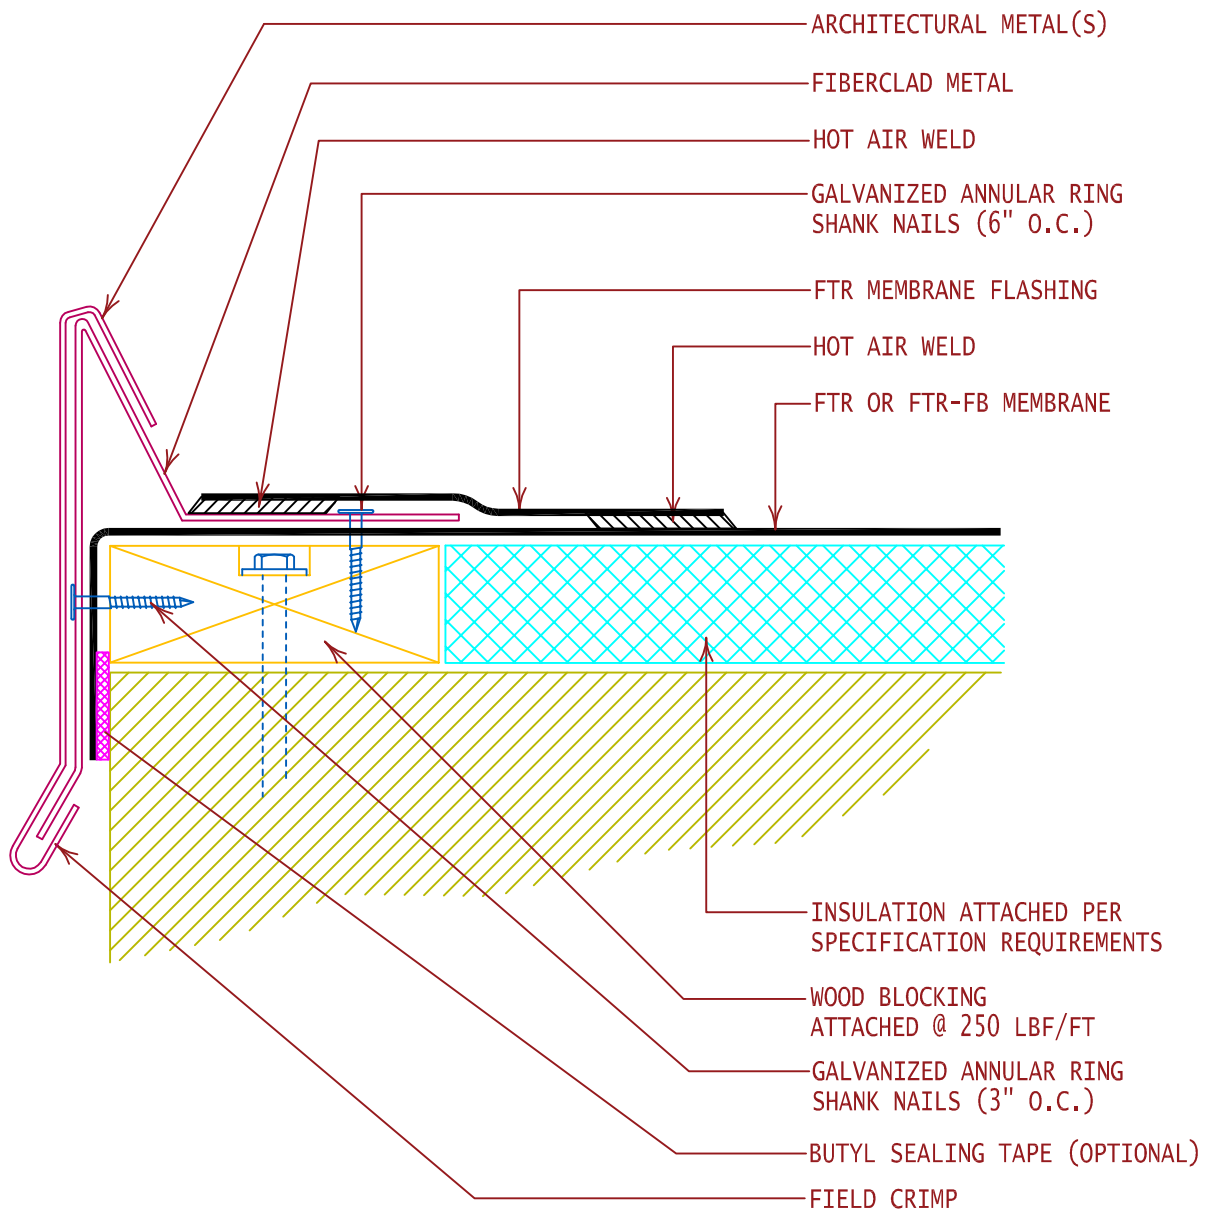 ARCHITECTURAL METAL(S)
FIBERCLAD METAL
HOT AIR WELD
GALVANIZED ANNULAR RING
SHANK NAILS (6" O.C.)
FTR MEMBRANE FLASHING
HOT AIR WELD
FTR OR FTR-FB MEMBRANE
INSULATION ATTACHED PER
SPECIFICATION REQUIREMENTS
WOOD BLOCKING
ATTACHED @ 250 LBF/FT
GALVANIZED ANNULAR RING
SHANK NAILS (3" O.C.)
BUTYL SEALING TAPE (OPTIONAL)
FIELD CRIMP